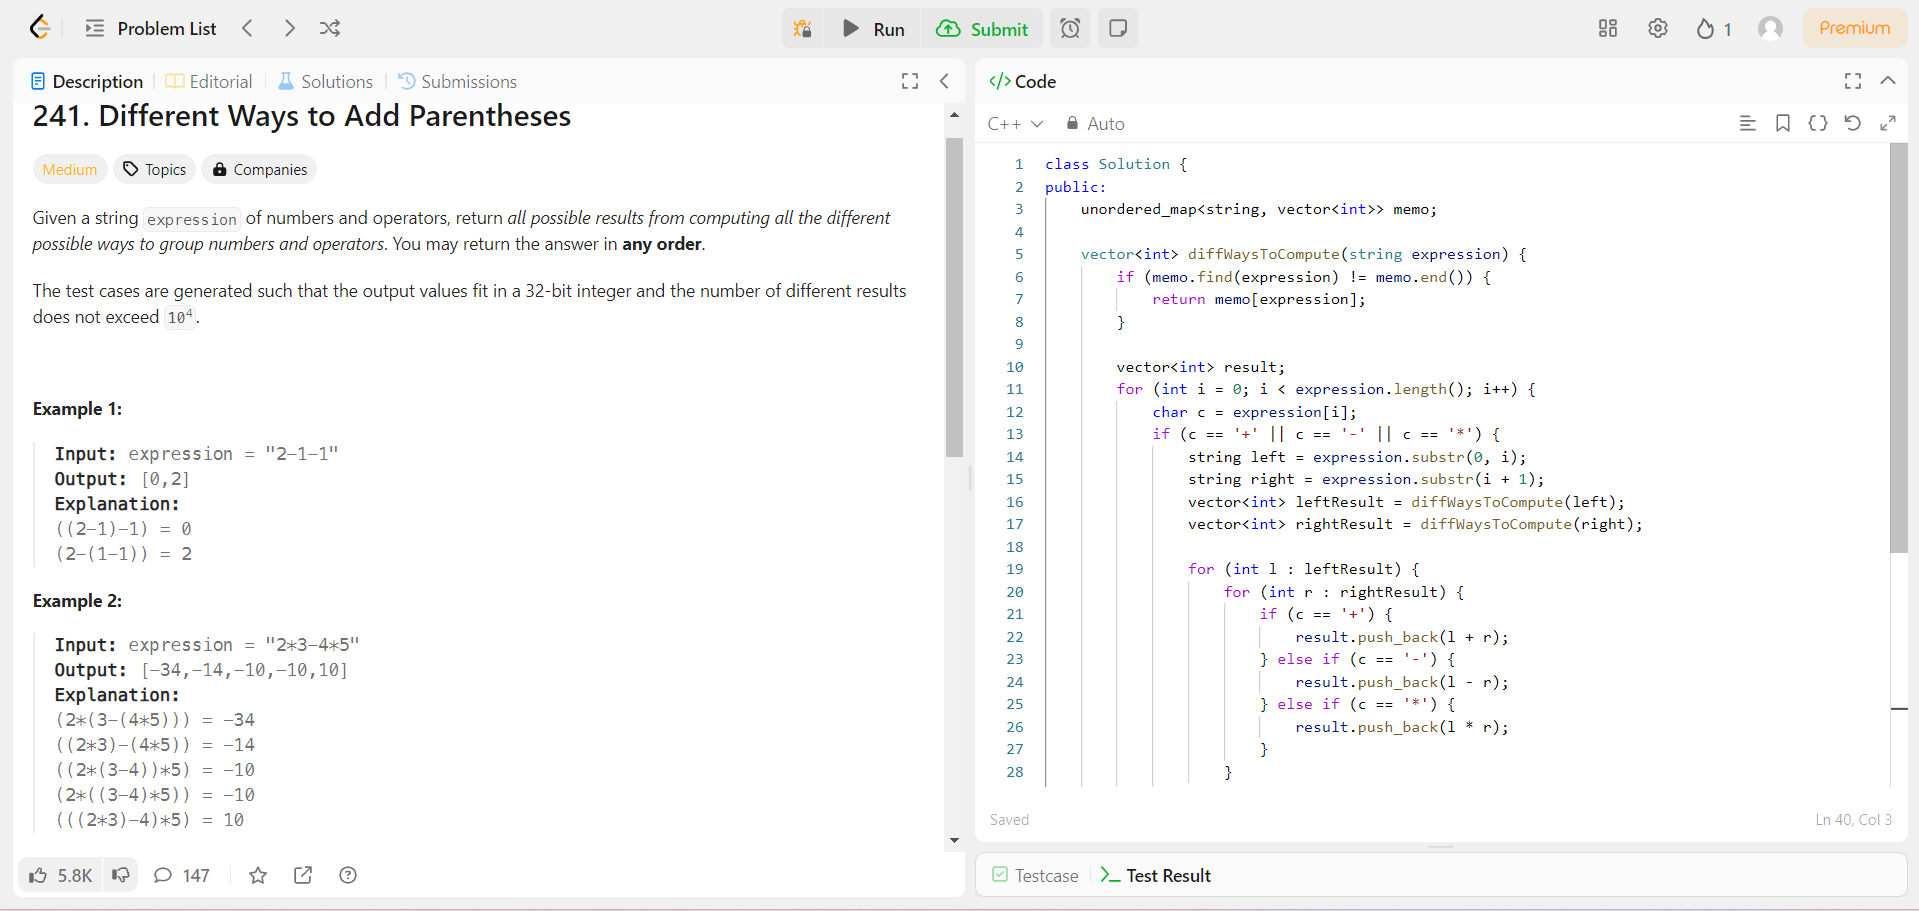 Problem List
Run
Submit
1
Premium
Description
Editorial
Solutions
Submissions
241. Different Ways to Add Parentheses
Medium
Topics
Companies
Given a string expression of numbers and operators, return all possible results from computing all the different
possible ways to group numbers and operators. You may return the answer in any order.
The test cases are generated such that the output values fit in a 32-bit integer and the number of different results
does not exceed 10⁴.
Example 1:
Input: expression = "2-1-1"
Output: [0,2]
Explanation:
((2-1)-1) = 0
(2-(1-1)) = 2
Example 2:
Input: expression = "2*3-4*5"
Output: [-34,-14,-10,-10,10]
Explanation:
(2*(3-(4*5))) = -34
((2*3)-(4*5)) = -14
((2*(3-4))*5) = -10
(2*((3-4)*5)) = -10
(((2*3)-4)*5) = 10
5.8K
147
</> Code
C++
Auto
1 class Solution {
2 public:
3     unordered_map<string, vector<int>> memo;
4
5     vector<int> diffWaysToCompute(string expression) {
6         if (memo.find(expression) != memo.end()) {
7             return memo[expression];
8         }
9
10         vector<int> result;
11         for (int i = 0; i < expression.length(); i++) {
12             char c = expression[i];
13             if (c == '+' || c == '-' || c == '*') {
14                 string left = expression.substr(0, i);
15                 string right = expression.substr(i + 1);
16                 vector<int> leftResult = diffWaysToCompute(left);
17                 vector<int> rightResult = diffWaysToCompute(right);
18
19                 for (int l : leftResult) {
20                     for (int r : rightResult) {
21                         if (c == '+') {
22                             result.push_back(l + r);
23                         } else if (c == '-') {
24                             result.push_back(l - r);
25                         } else if (c == '*') {
26                             result.push_back(l * r);
27                         }
28                     }
Saved
Ln 40, Col 3
Testcase
Test Result